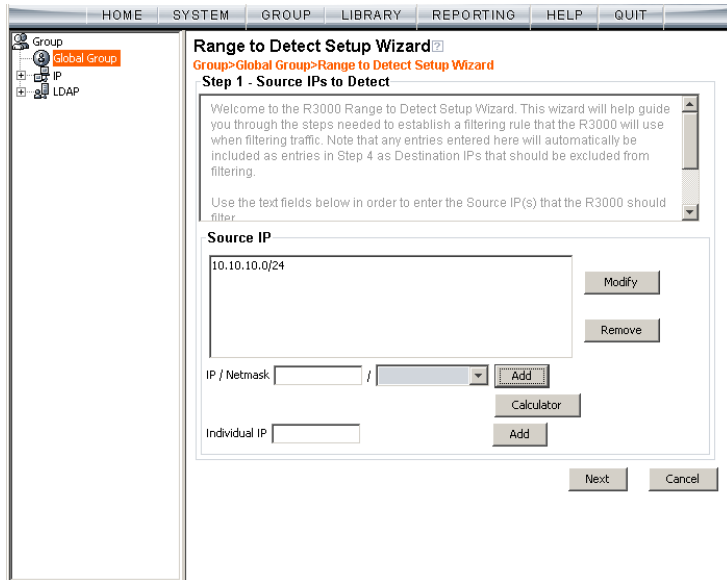 HOME SYSTEM GROUP LIBRARY REPORTING HELP QUIT
Group
Global Group
IP
LDAP
Range to Detect Setup Wizard?
Group>Global Group>Range to Detect Setup Wizard
Step 1 - Source IPs to Detect
Welcome to the R3000 Range to Detect Setup Wizard. This wizard will help guide
you through the steps needed to establish a filtering rule that the R3000 will use
when filtering traffic. Note that any entries entered here will automatically be
included as entries in Step 4 as Destination IPs that should be excluded from
filtering.
Use the text fields below in order to enter the Source IP(s) that the R3000 should
filter
Source IP
10.10.10.0/24
Modify
Remove
IP / Netmask / Add
Calculator
Individual IP Add
Next Cancel